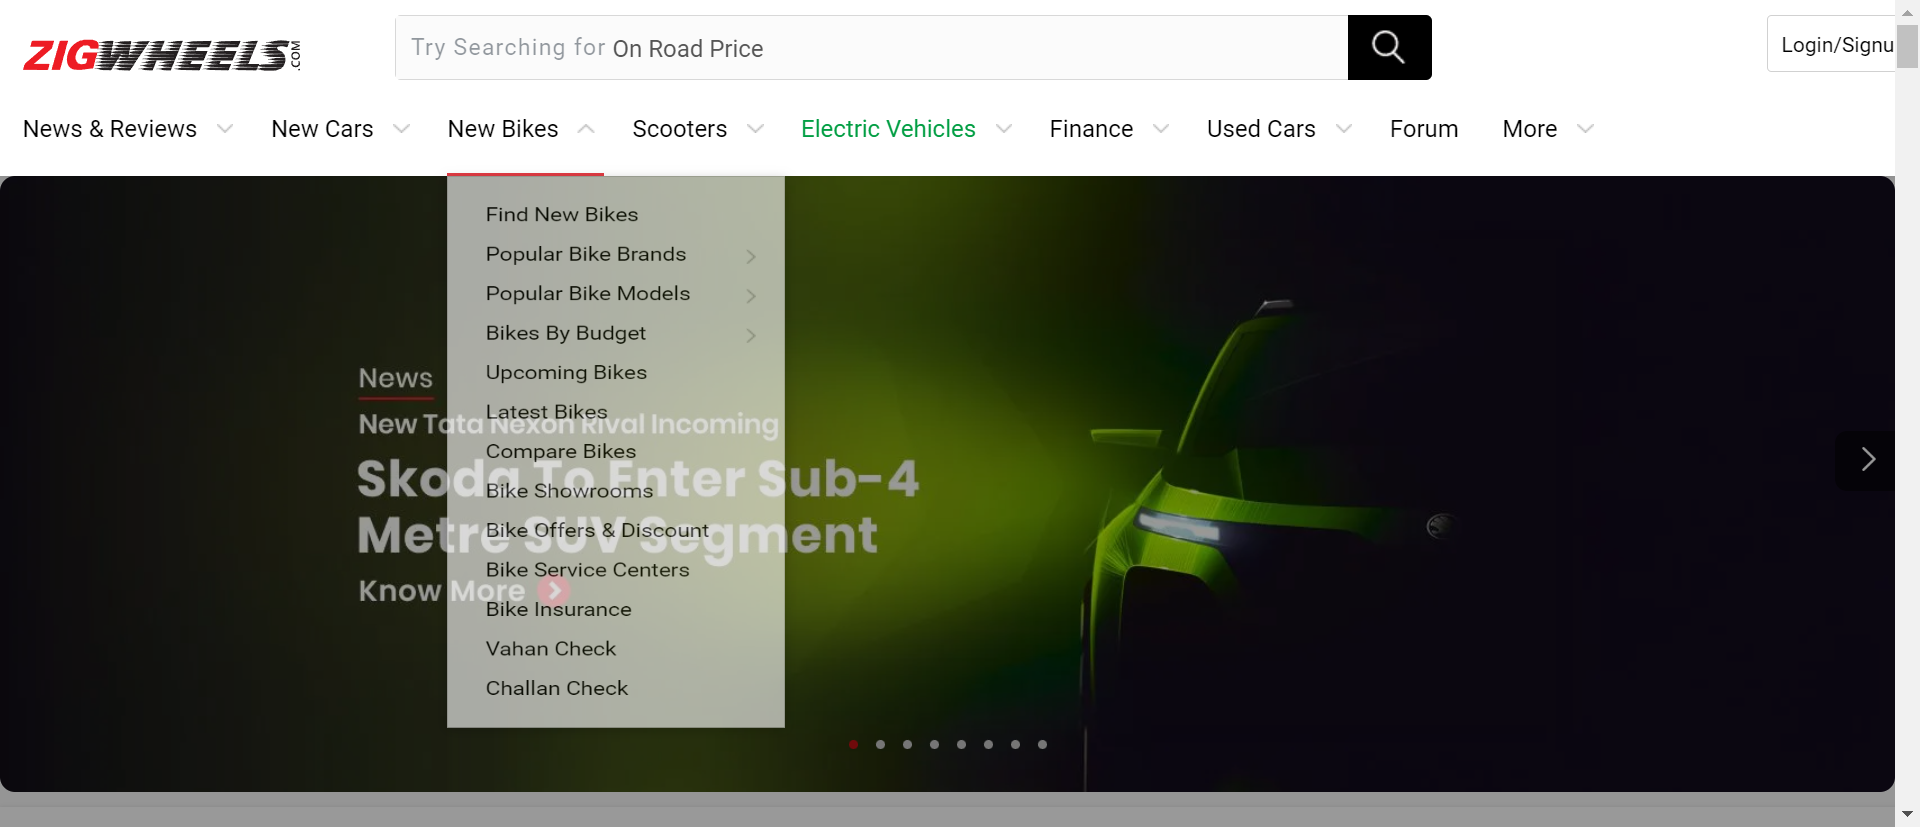 ZIGWHEELS.COM
Try Searching for On Road Price
Login/Signu
News & Reviews
New Cars
New Bikes
Scooters
Electric Vehicles
Finance
Used Cars
Forum
More
Find New Bikes
Popular Bike Brands
Popular Bike Models
Bikes By Budget
Upcoming Bikes
Latest Bikes
Compare Bikes
Bike Showrooms
Bike Offers & Discount
Bike Service Centers
Bike Insurance
Vahan Check
Challan Check
News
New Tata Nexon Rival Incoming
Skoda To Enter Sub-4
Metre SUV Segment
Know More